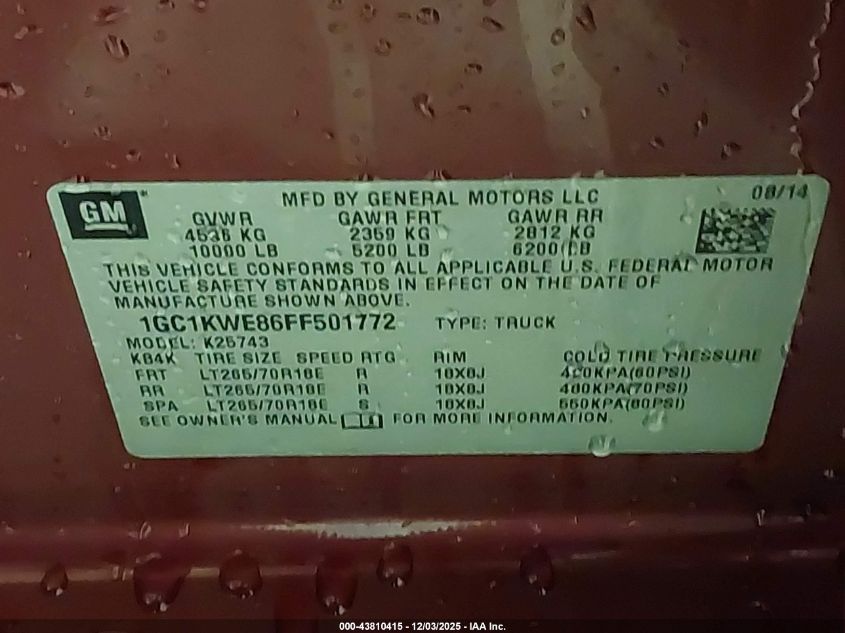 GM
MFD BY GENERAL MOTORS LLC 08/14
GVWR GAWR FRT GAWR RR
4536 KG 2359 KG 2812 KG
10000 LB 5200 LB 6200 LB
THIS VEHICLE CONFORMS TO ALL APPLICABLE U.S. FEDERAL MOTOR
VEHICLE SAFETY STANDARDS IN EFFECT ON THE DATE OF
MANUFACTURE SHOWN ABOVE.
1GC1KWE86FF501772 TYPE: TRUCK
MODEL: K25743
K84K TIRE SIZE SPEED RTG RIM COLD TIRE PRESSURE
FRT LT265/70R18E R 18X8J 420KPA(60PSI)
RR LT265/70R18E R 18X8J 480KPA(70PSI)
SPA LT265/70R18E S 18X8J 550KPA(80PSI)
SEE OWNER'S MANUAL FOR MORE INFORMATION.
000-43810415 - 12/03/2025 - IAA Inc.